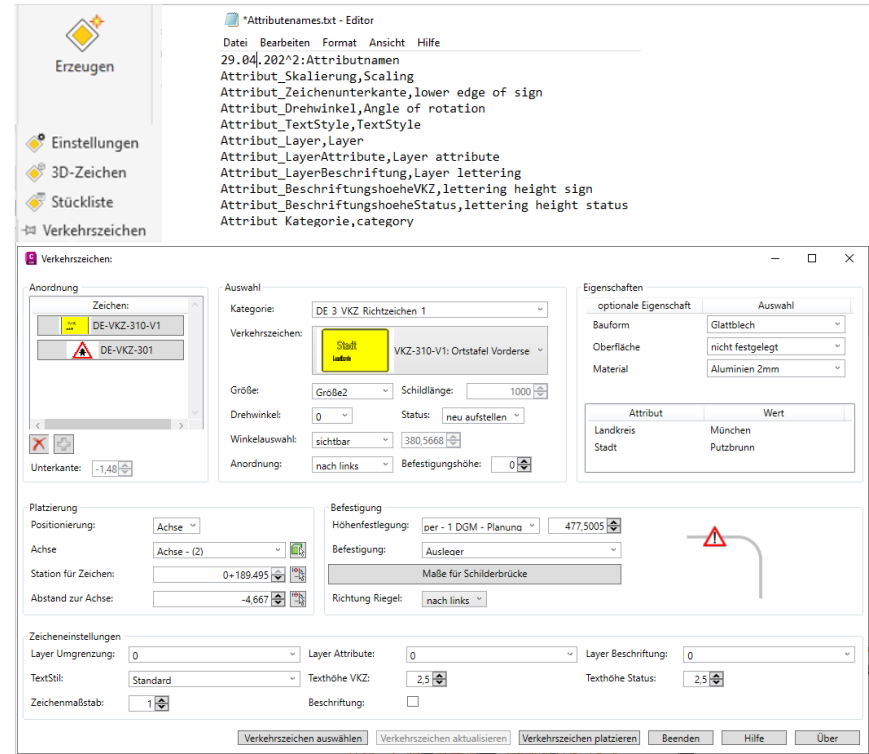 Erzeugen
Einstellungen
3D-Zeichen
Stückliste
Verkehrszeichen
*Attributenames.txt - Editor
Datei Bearbeiten Format Ansicht Hilfe
29.04.202^2:Attributnamen
Attribut_Skalierung,Scaling
Attribut_Zeichenunterkante,lower edge of sign
Attribut_Drehwinkel,Angle of rotation
Attribut_TextStyle,TextStyle
Attribut_Layer,Layer
Attribut_LayerAttribute,Layer attribute
Attribut_LayerBeschriftung,Layer lettering
Attribut_BeschriftungshoeheVKZ,lettering height sign
Attribut_BeschriftungshoeheStatus,lettering height status
Attribut Kategorie,category
Verkehrszeichen:
Anordnung
Zeichen:
DE-VKZ-310-V1
DE-VKZ-301
Unterkante: -1,48
Auswahl
Kategorie: DE 3 VKZ Richtzeichen 1
Verkehrszeichen: Stadt Landkreis VKZ-310-V1: Ortstafel Vorderse
Größe: Größe2 Schildlänge: 1000
Drehwinkel: 0 Status: neu aufstellen
Winkelauswahl: sichtbar 380,5668
Anordnung: nach links Befestigungshöhe: 0
Eigenschaften
optionale Eigenschaft Auswahl
Bauform Glattblech
Oberfläche nicht festgelegt
Material Aluminien 2mm
Attribut Wert
Landkreis München
Stadt Putzbrunn
Platzierung
Positionierung: Achse
Achse Achse - (2)
Station für Zeichen: 0+189.495
Abstand zur Achse: -4,667
Befestigung
Höhenfestlegung: per - 1 DGM - Planung 477,5005
Befestigung: Ausleger
Maße für Schilderbrücke
Richtung Riegel: nach links
Zeicheneinstellungen
Layer Umgrenzung: 0 Layer Attribute: 0 Layer Beschriftung: 0
TextStil: Standard Texthöhe VKZ: 2,5 Texthöhe Status: 2,5
Zeichenmaßstab: 1 Beschriftung:
Verkehrszeichen auswählen Verkehrszeichen aktualisieren Verkehrszeichen platzieren Beenden Hilfe Über